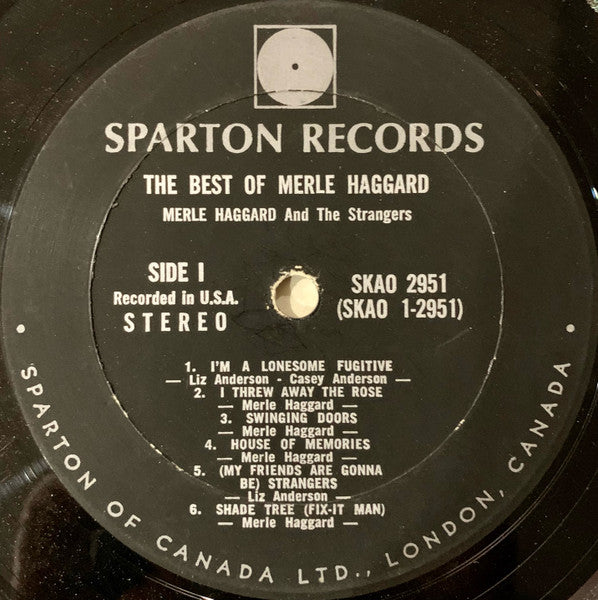 SPARTON RECORDS
THE BEST OF MERLE HAGGARD
MERLE HAGGARD And The Strangers
SIDE I
Recorded in U.S.A.
STEREO
SKAO 2951
(SKAO 1-2951)
1. I'M A LONESOME FUGITIVE
— Liz Anderson - Casey Anderson —
2. I THREW AWAY THE ROSE
— Merle Haggard —
3. SWINGING DOORS
— Merle Haggard —
4. HOUSE OF MEMORIES
— Merle Haggard —
5. (MY FRIENDS ARE GONNA
BE) STRANGERS
— Liz Anderson —
6. SHADE TREE (FIX-IT MAN)
— Merle Haggard —
• SPARTON OF CANADA LTD., LONDON, CANADA •